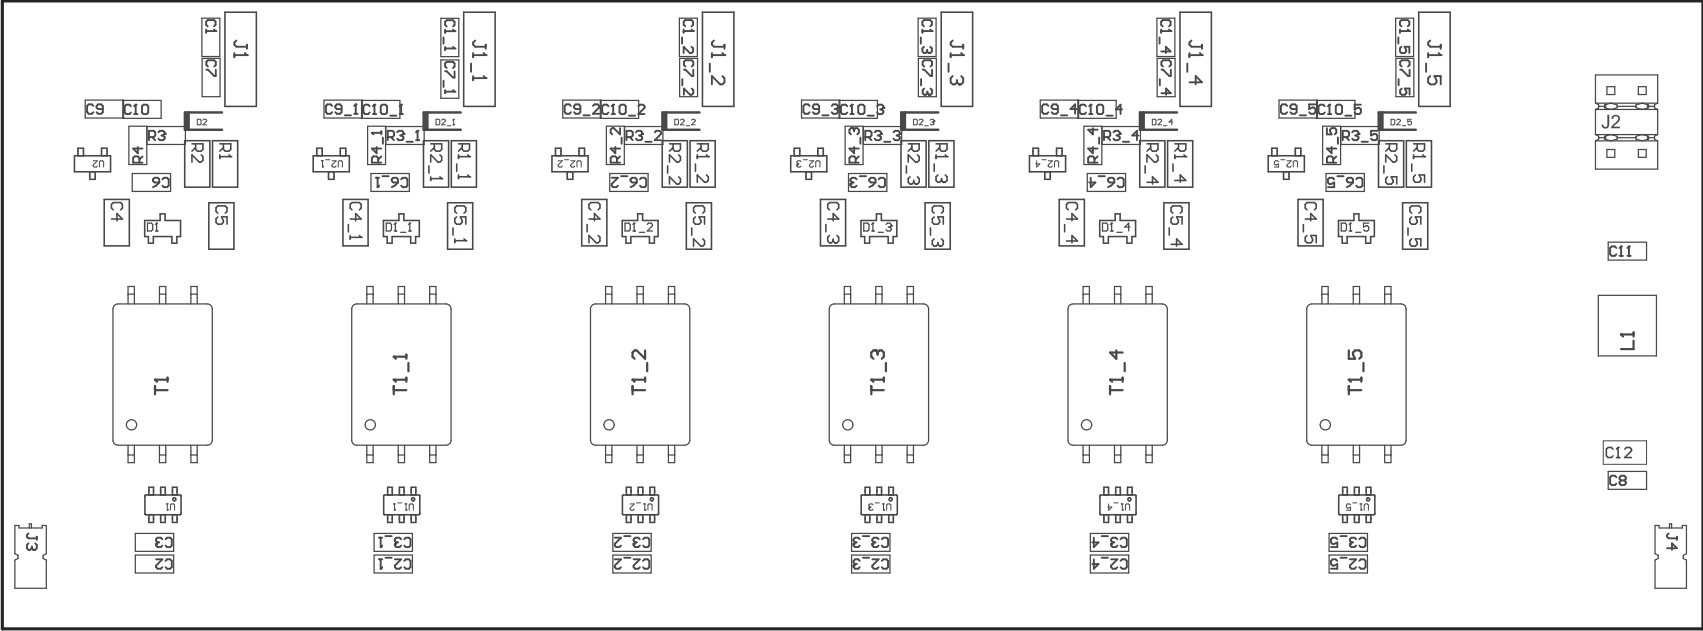 C1 J1 C1_1 J1_1 C1_2 J1_2 C1_3 J1_3 C1_4 J1_4 C1_5 J1_5
C7 C7_1 C7_2 C7_3 C7_4 C7_5
C9 C10 C9_1 C10_1 C9_2 C10_2 C9_3 C10_3 C9_4 C10_4 C9_5 C10_5
D2 D2_1 D2_2 D2_3 D2_4 D2_5 J2
R4 R3 R4_1 R3_1 R4_2 R3_2 R4_3 R3_3 R4_4 R3_4 R4_5 R3_5
U2 R2 R1 U2_1 R2_1 R1_1 U2_2 R2_2 R1_2 U2_3 R2_3 R1_3 U2_4 R2_4 R1_4 U2_5 R2_5 R1_5
C6 C6_1 C6_2 C6_3 C6_4 C6_5
C4 D1 C5 C4_1 D1_1 C5_1 C4_2 D1_2 C5_2 C4_3 D1_3 C5_3 C4_4 D1_4 C5_4 C4_5 D1_5 C5_5
C11
L1
T1 T1_1 T1_2 T1_3 T1_4 T1_5
C12
C8
U1 U1_1 U1_2 U1_3 U1_4 U1_5
J3 C3 C3_1 C3_2 C3_3 C3_4 C3_5 J4
C2 C2_1 C2_2 C2_3 C2_4 C2_5